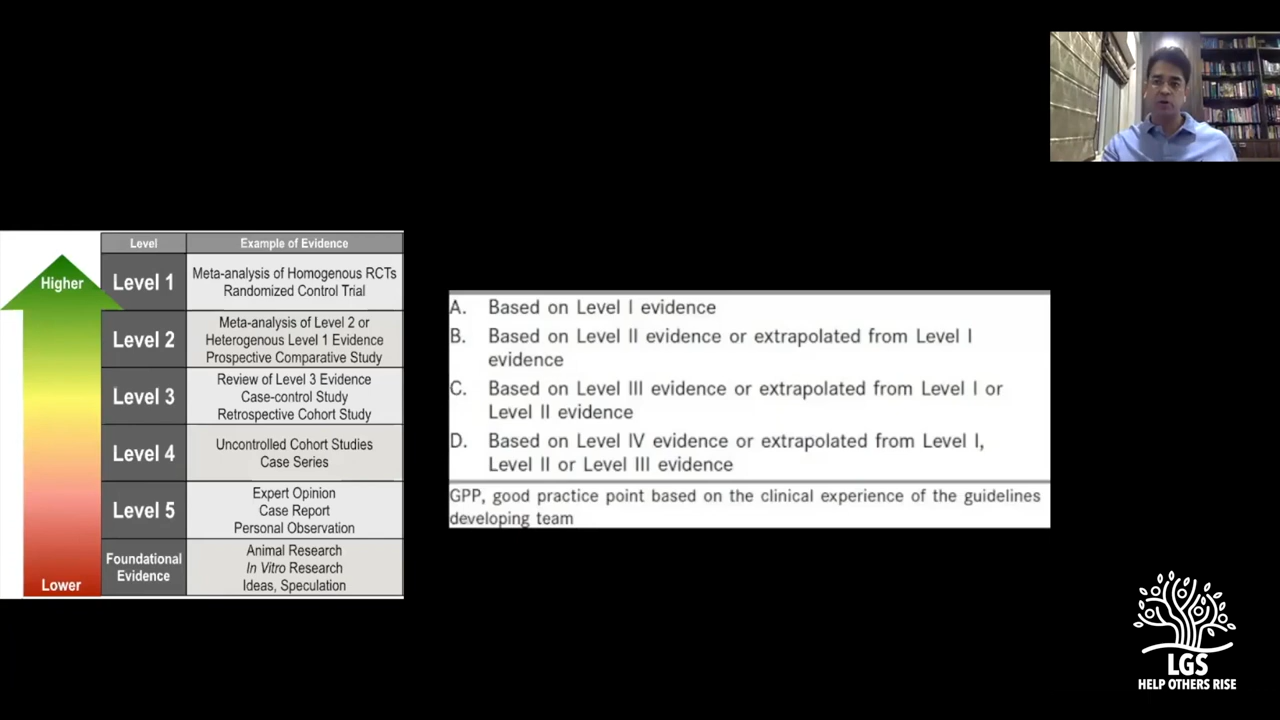 Level Example of Evidence
Higher
Level 1
Meta-analysis of Homogenous RCTs
Randomized Control Trial
Level 2
Meta-analysis of Level 2 or
Heterogenous Level 1 Evidence
Prospective Comparative Study
Level 3
Review of Level 3 Evidence
Case-control Study
Retrospective Cohort Study
Level 4
Uncontrolled Cohort Studies
Case Series
Level 5
Expert Opinion
Case Report
Personal Observation
Foundational
Evidence
Animal Research
In Vitro Research
Ideas, Speculation
Lower
A. Based on Level I evidence
B. Based on Level II evidence or extrapolated from Level I
evidence
C. Based on Level III evidence or extrapolated from Level I or
Level II evidence
D. Based on Level IV evidence or extrapolated from Level I,
Level II or Level III evidence
GPP, good practice point based on the clinical experience of the guidelines
developing team
LGS
HELP OTHERS RISE